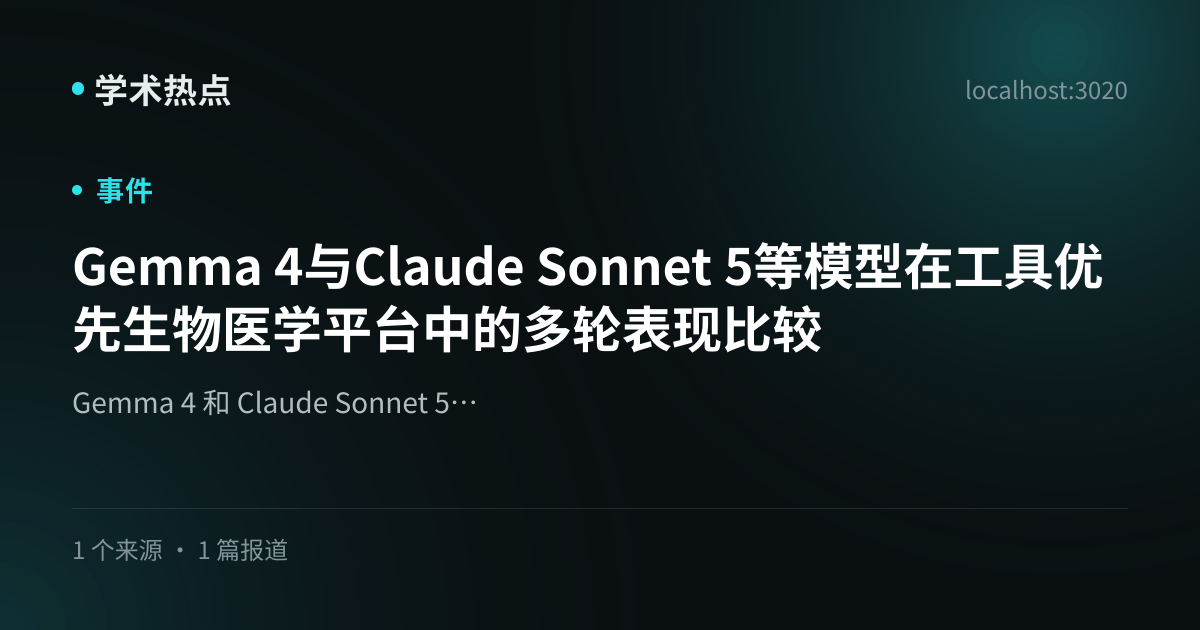 学术热点
localhost:3020
事件
Gemma 4与Claude Sonnet 5等模型在工具优
先生物医学平台中的多轮表现比较
Gemma 4 和 Claude Sonnet 5…
1 个来源 · 1 篇报道